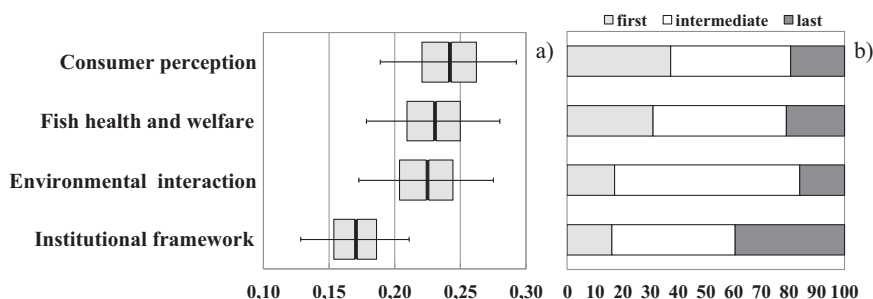 first intermediate last
Consumer perception a) b)
Fish health and welfare
Environmental interaction
Institutional framework
0,10 0,15 0,20 0,25 0,30 0 10 20 30 40 50 60 70 80 90 100